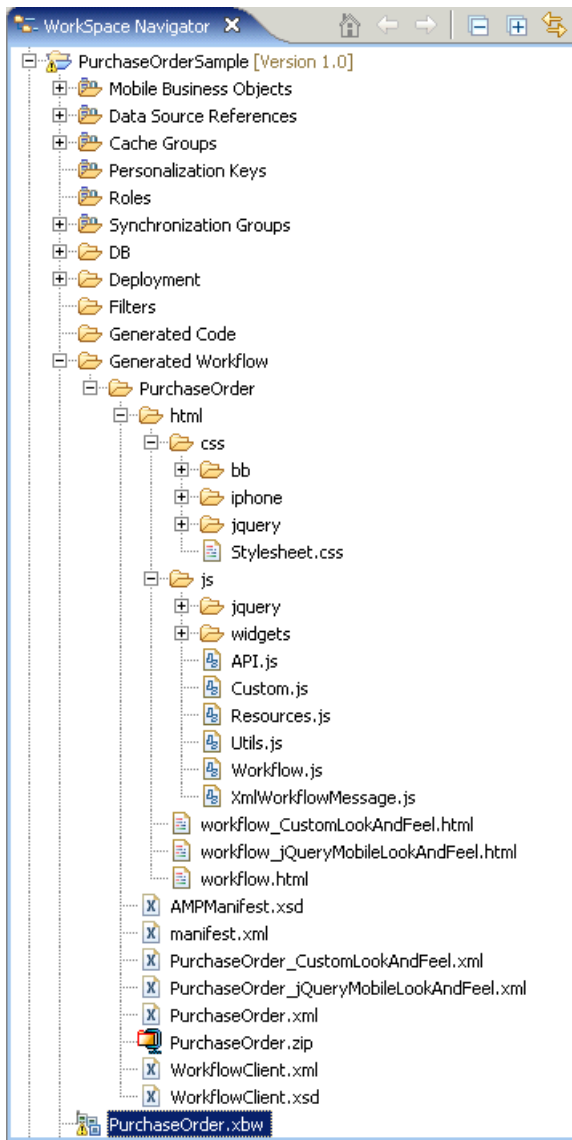 WorkSpace Navigator
PurchaseOrderSample [Version 1.0]
Mobile Business Objects
Data Source References
Cache Groups
Personalization Keys
Roles
Synchronization Groups
DB
Deployment
Filters
Generated Code
Generated Workflow
PurchaseOrder
html
css
bb
iphone
jquery
Stylesheet.css
js
jquery
widgets
API.js
Custom.js
Resources.js
Utils.js
Workflow.js
XmlWorkflowMessage.js
workflow_CustomLookAndFeel.html
workflow_jQueryMobileLookAndFeel.html
workflow.html
AMPManifest.xsd
manifest.xml
PurchaseOrder_CustomLookAndFeel.xml
PurchaseOrder_jQueryMobileLookAndFeel.xml
PurchaseOrder.xml
PurchaseOrder.zip
WorkflowClient.xml
WorkflowClient.xsd
PurchaseOrder.xbw